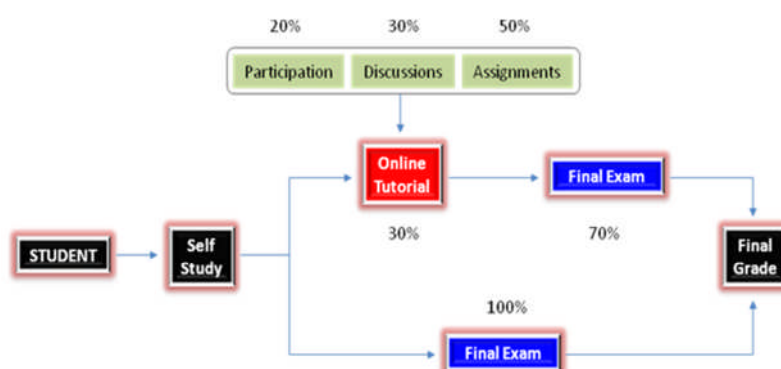 20% 30% 50%
Participation Discussions Assignments
Online
Tutorial
Final Exam
30% 70%
STUDENT
Self
Study
Final
Grade
100%
Final Exam